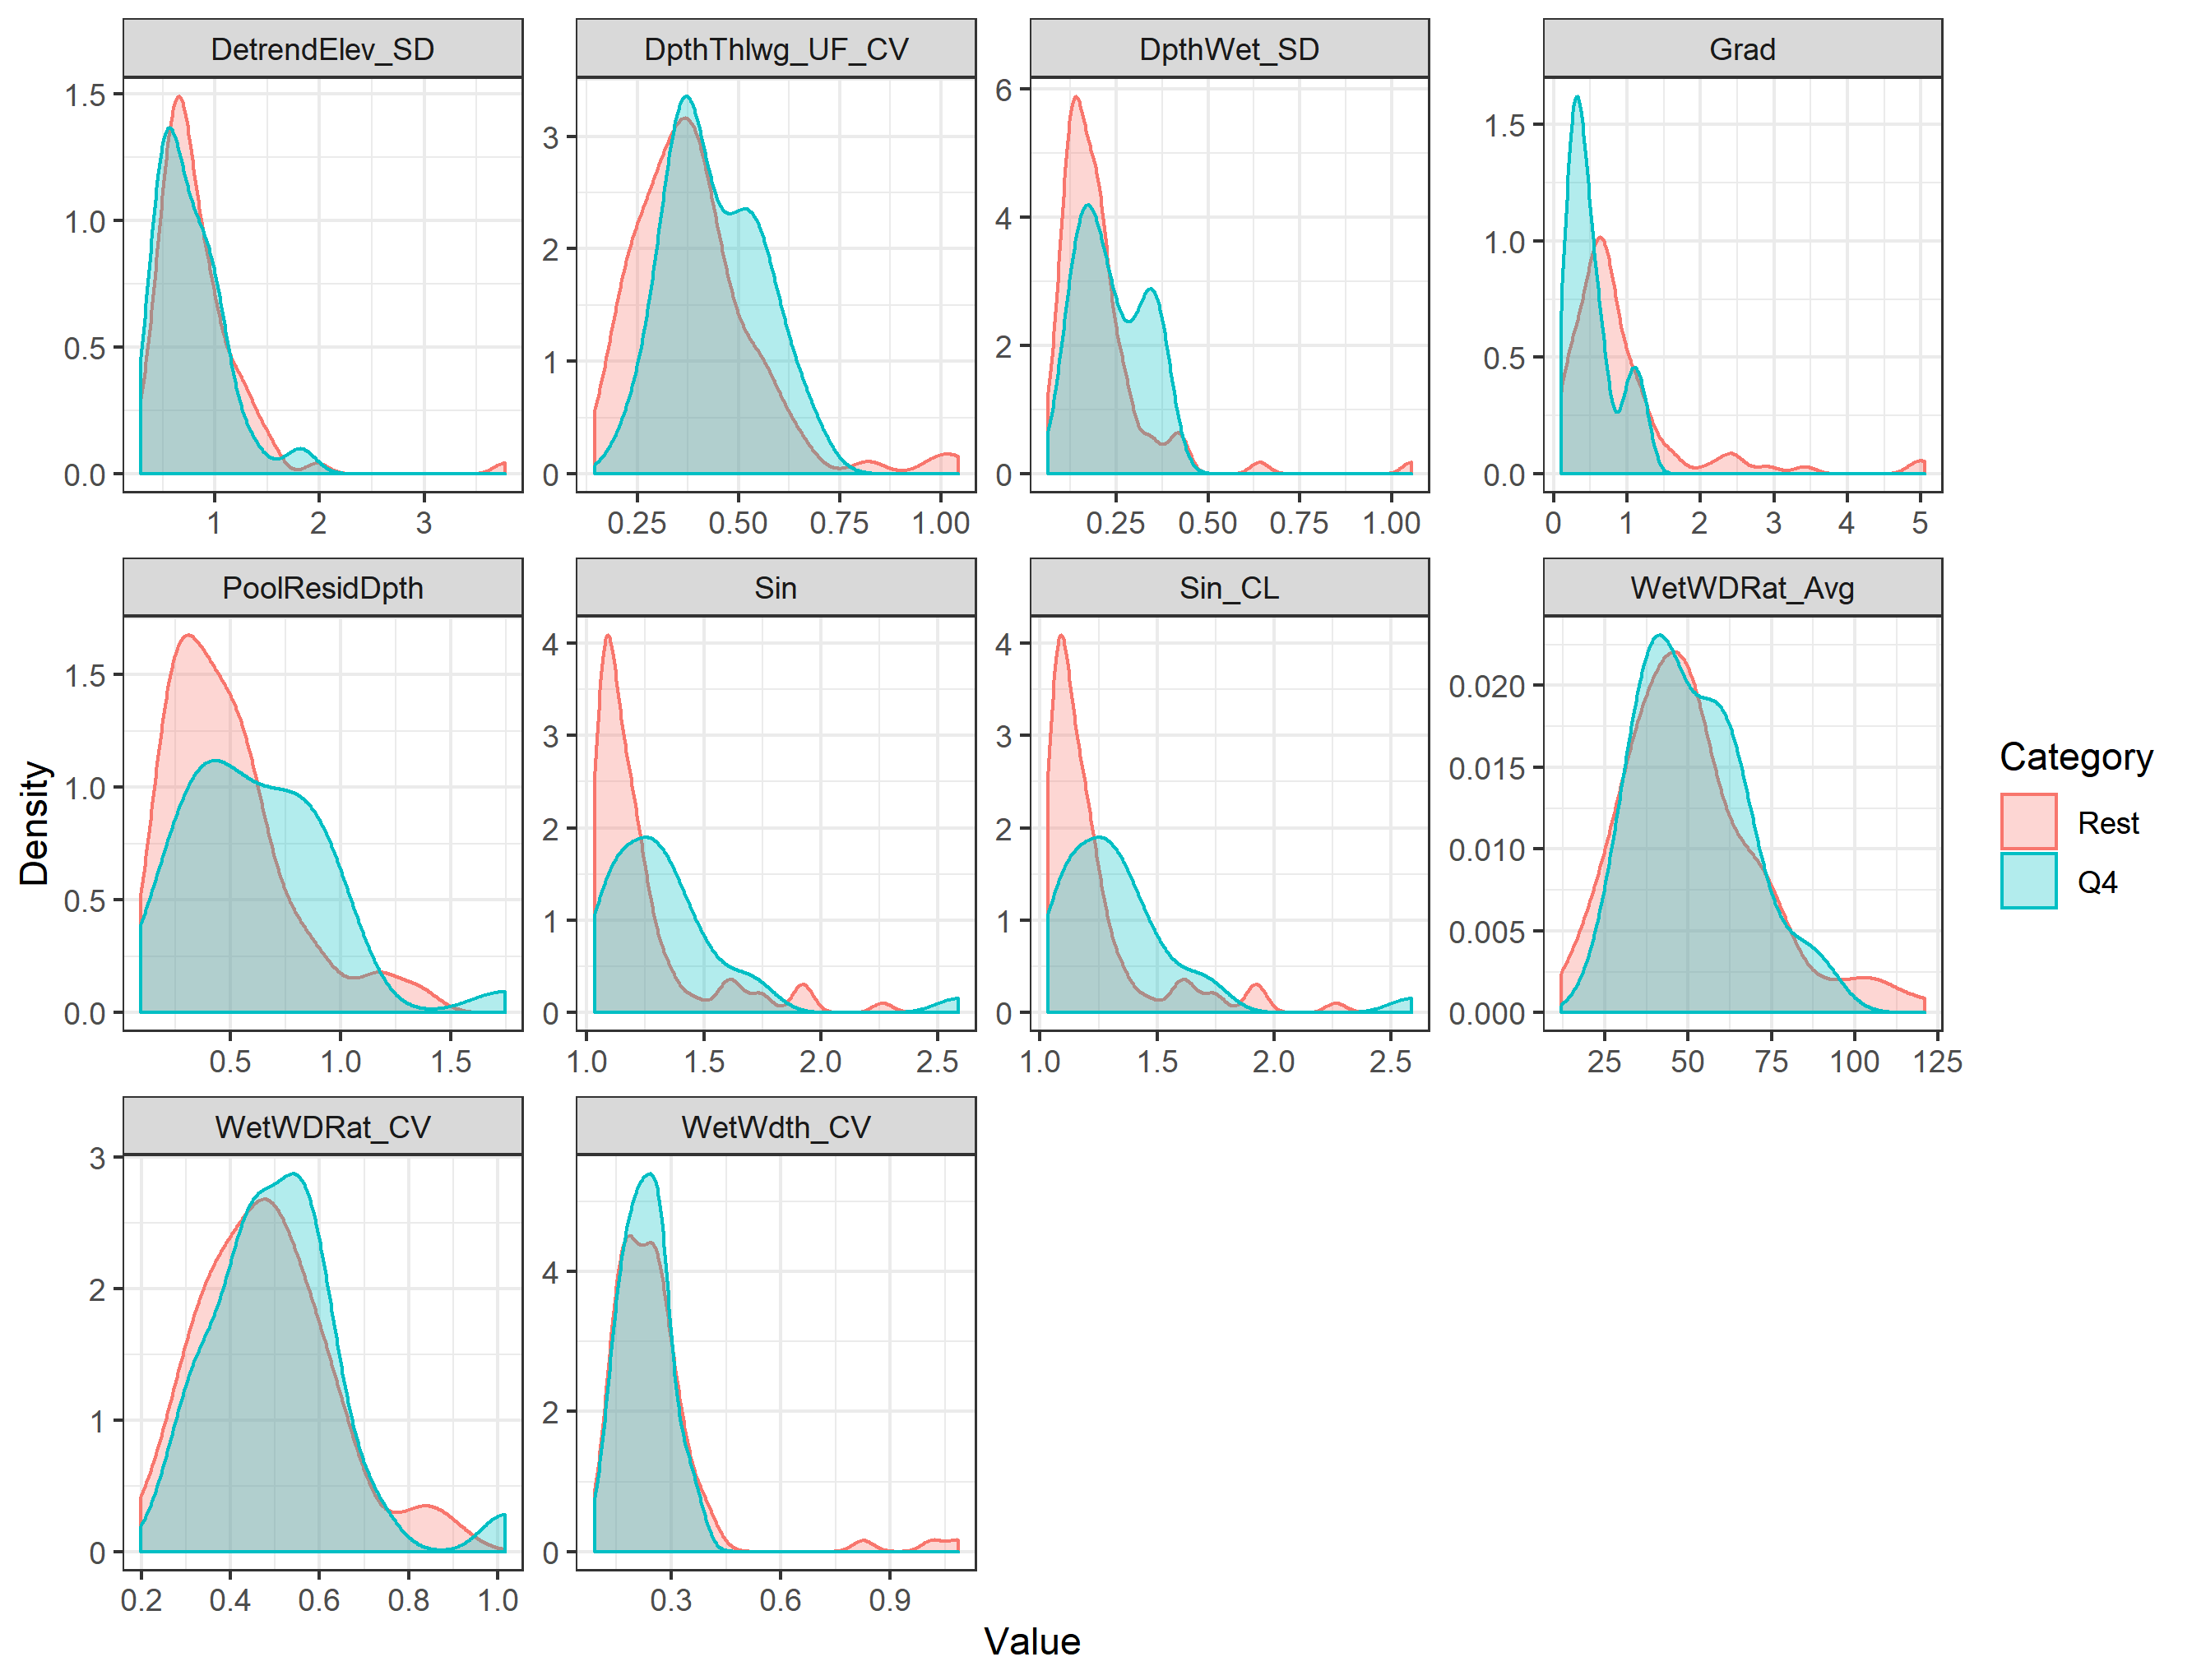 DetrendElev_SD
DpthThlwg_UF_CV
DpthWet_SD
Grad
1.5
1.0
0.5
0.0
1 2 3
3
2
1
0
0.25 0.50 0.75 1.00
6
4
2
0
0.25 0.50 0.75 1.00
1.5
1.0
0.5
0.0
0 1 2 3 4 5
PoolResidDpth
Sin
Sin_CL
WetWDRat_Avg
Density
1.5
1.0
0.5
0.0
0.5 1.0 1.5
4
3
2
1
0
1.0 1.5 2.0 2.5
4
3
2
1
0
1.0 1.5 2.0 2.5
0.020
0.015
0.010
0.005
0.000
25 50 75 100 125
Category
Rest
Q4
WetWDRat_CV
WetWdth_CV
3
2
1
0
0.2 0.4 0.6 0.8 1.0
4
2
0
0.3 0.6 0.9
Value